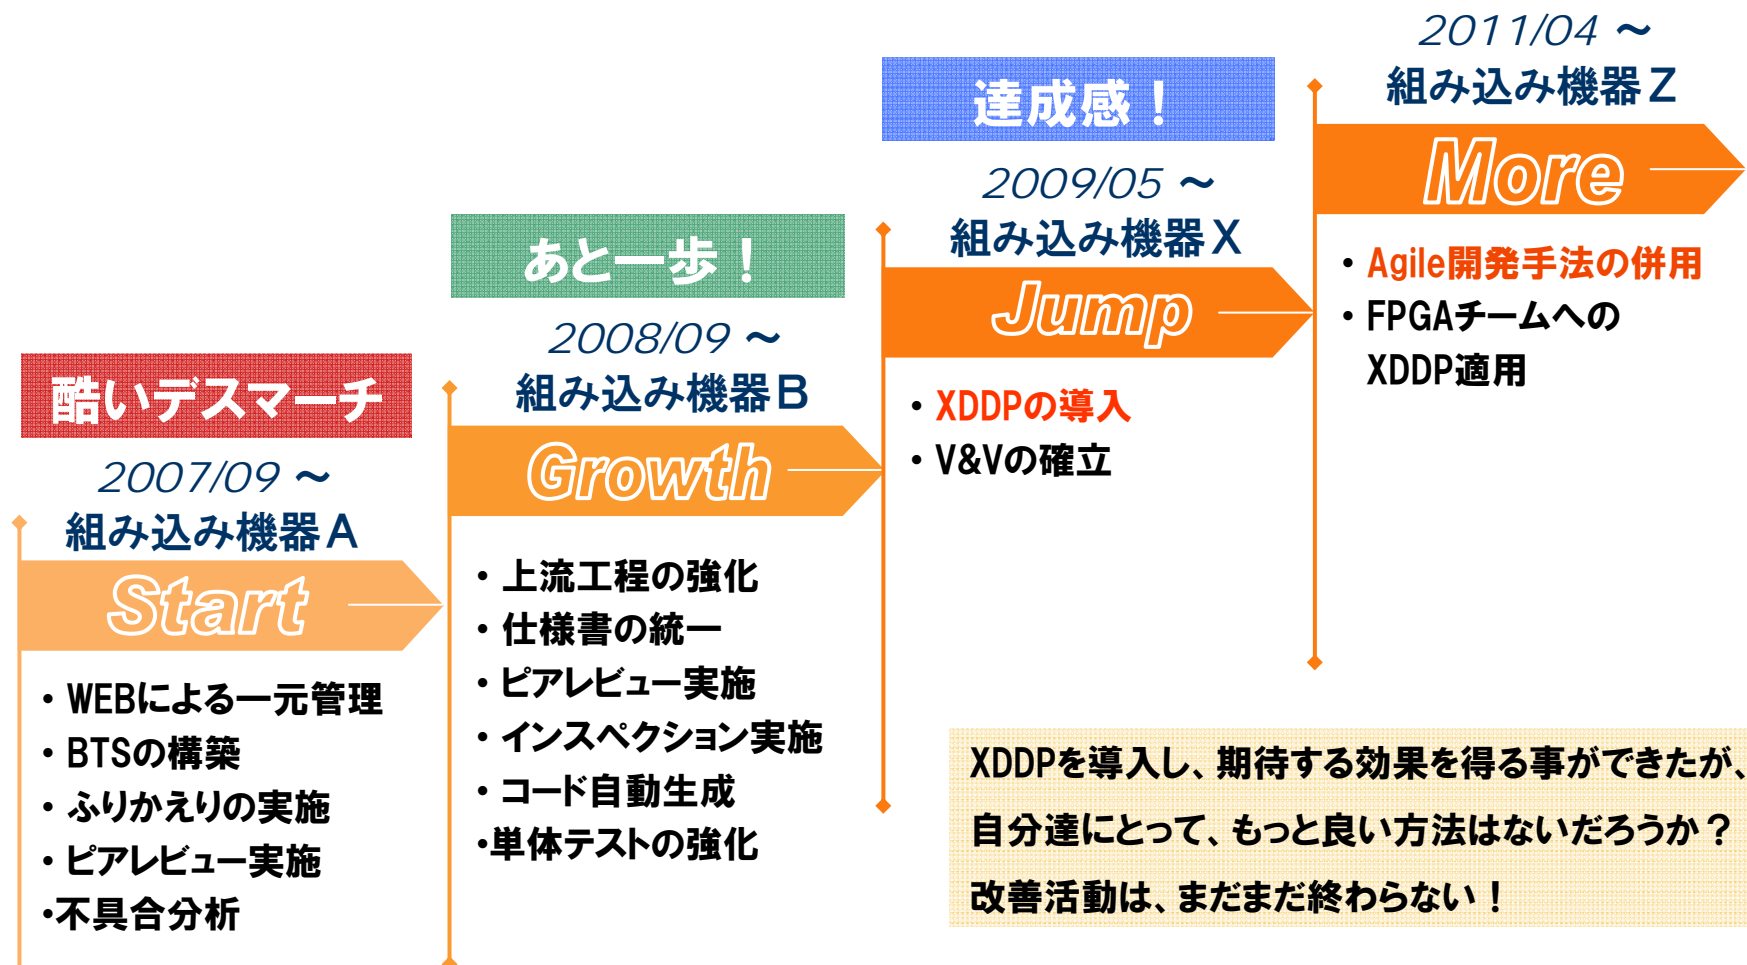 酷いデスマーチ
2007/09 ～
組み込み機器A
Start
・ WEBによる一元管理
・ BTSの構築
・ ふりかえりの実施
・ ピアレビュー実施
・不具合分析
あと一歩！
2008/09 ～
組み込み機器B
Growth
・ 上流工程の強化
・ 仕様書の統一
・ ピアレビュー実施
・ インスペクション実施
・ コード自動生成
・単体テストの強化
達成感！
2009/05 ～
組み込み機器X
Jump
・ XDDPの導入
・ V&Vの確立
2011/04 ～
組み込み機器Z
More
・ Agile開発手法の併用
・ FPGAチームへの
XDDP適用
XDDPを導入し、期待する効果を得る事ができたが、
自分達にとって、もっと良い方法はないだろうか？
改善活動は、まだまだ終わらない！